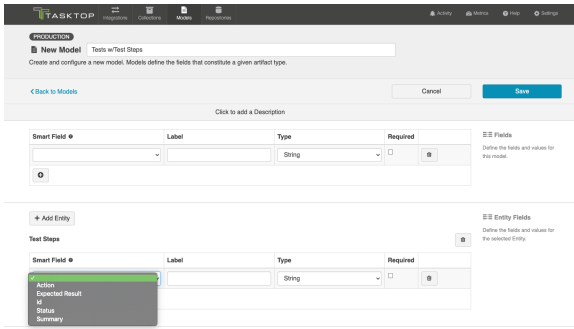 TASKTOP
Integrations
Collections
Models
Repositories
Activity
Metrics
Help
Settings
PRODUCTION
New Model
Tests w/Test Steps
Create and configure a new model. Models define the fields that constitute a given artifact type.
Back to Models
Cancel
Save
Click to add a Description
Smart Field
Label
Type
Required
String
Fields
Define the fields and values for
this model.
+ Add Entity
Test Steps
Entity Fields
Define the fields and values for
the selected Entity.
Smart Field
Label
Type
Required
String
Action
Expected Result
Id
Status
Summary